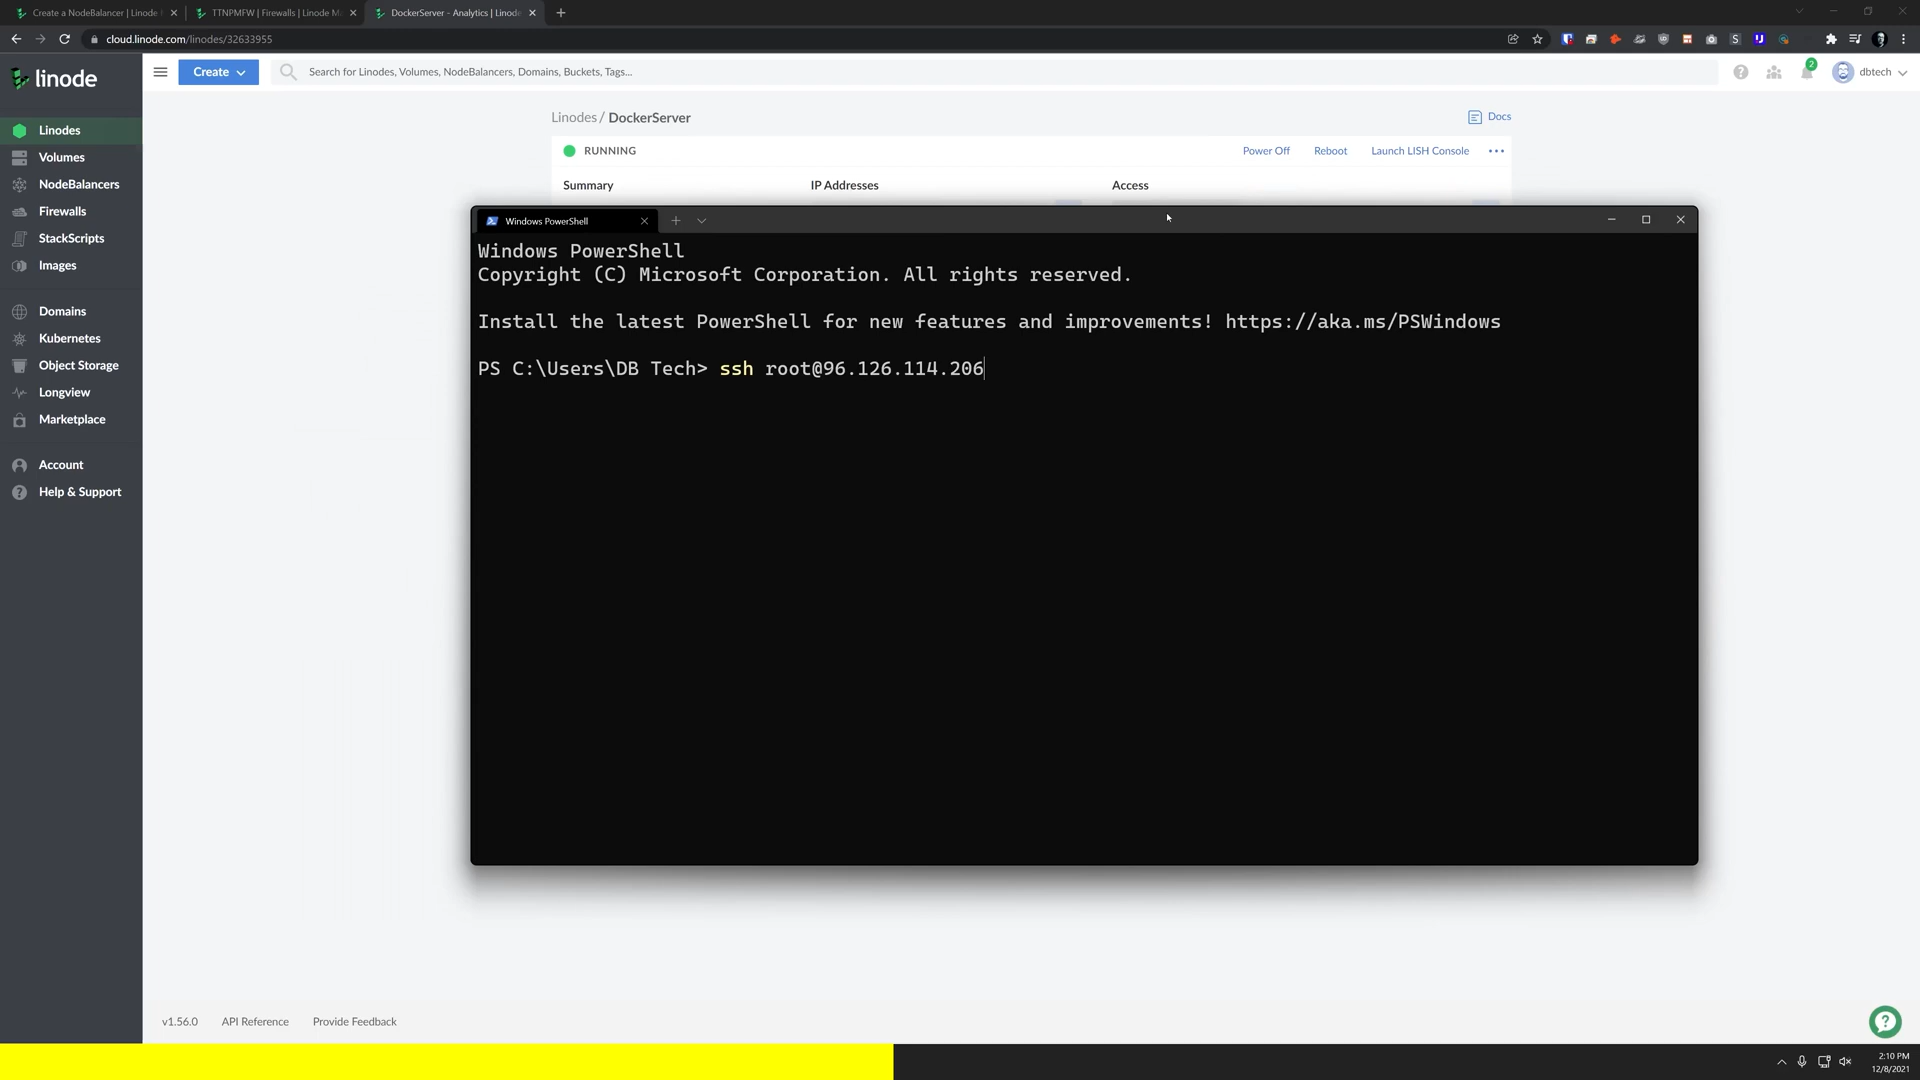 Create a NodeBalancer | Linode
TTNPMFW | Firewalls | Linode M
DockerServer - Analytics | Linode
cloud.linode.com/linodes/32633955
linode
Create
Search for Linodes, Volumes, NodeBalancers, Domains, Buckets, Tags...
2
dbtech
Linodes
Volumes
NodeBalancers
Firewalls
StackScripts
Images
Domains
Kubernetes
Object Storage
Longview
Marketplace
Account
Help & Support
Linodes / DockerServer
Docs
RUNNING
Power Off
Reboot
Launch LISH Console
Summary
IP Addresses
Access
Windows PowerShell
Windows PowerShell
Copyright (C) Microsoft Corporation. All rights reserved.
Install the latest PowerShell for new features and improvements! https://aka.ms/PSWindows
PS C:\Users\DB Tech> ssh root@96.126.114.206
v1.56.0
API Reference
Provide Feedback
2:10 PM
12/8/2021